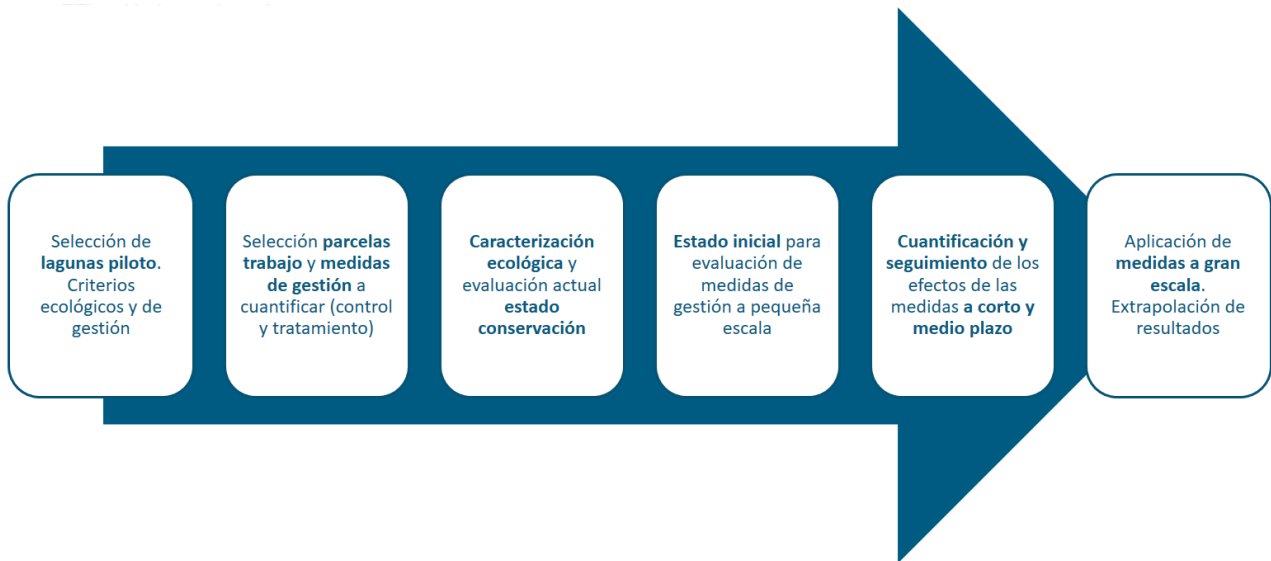 Selección de
lagunas piloto.
Criterios
ecológicos y de
gestión
Selección parcelas
trabajo y medidas
de gestión a
cuantificar (control
y tratamiento)
Caracterización
ecológica y
evaluación actual
estado
conservación
Estado inicial para
evaluación de
medidas de
gestión a pequeña
escala
Cuantificación y
seguimiento de los
efectos de las
medidas a corto y
medio plazo
Aplicación de
medidas a gran
escala.
Extrapolación de
resultados